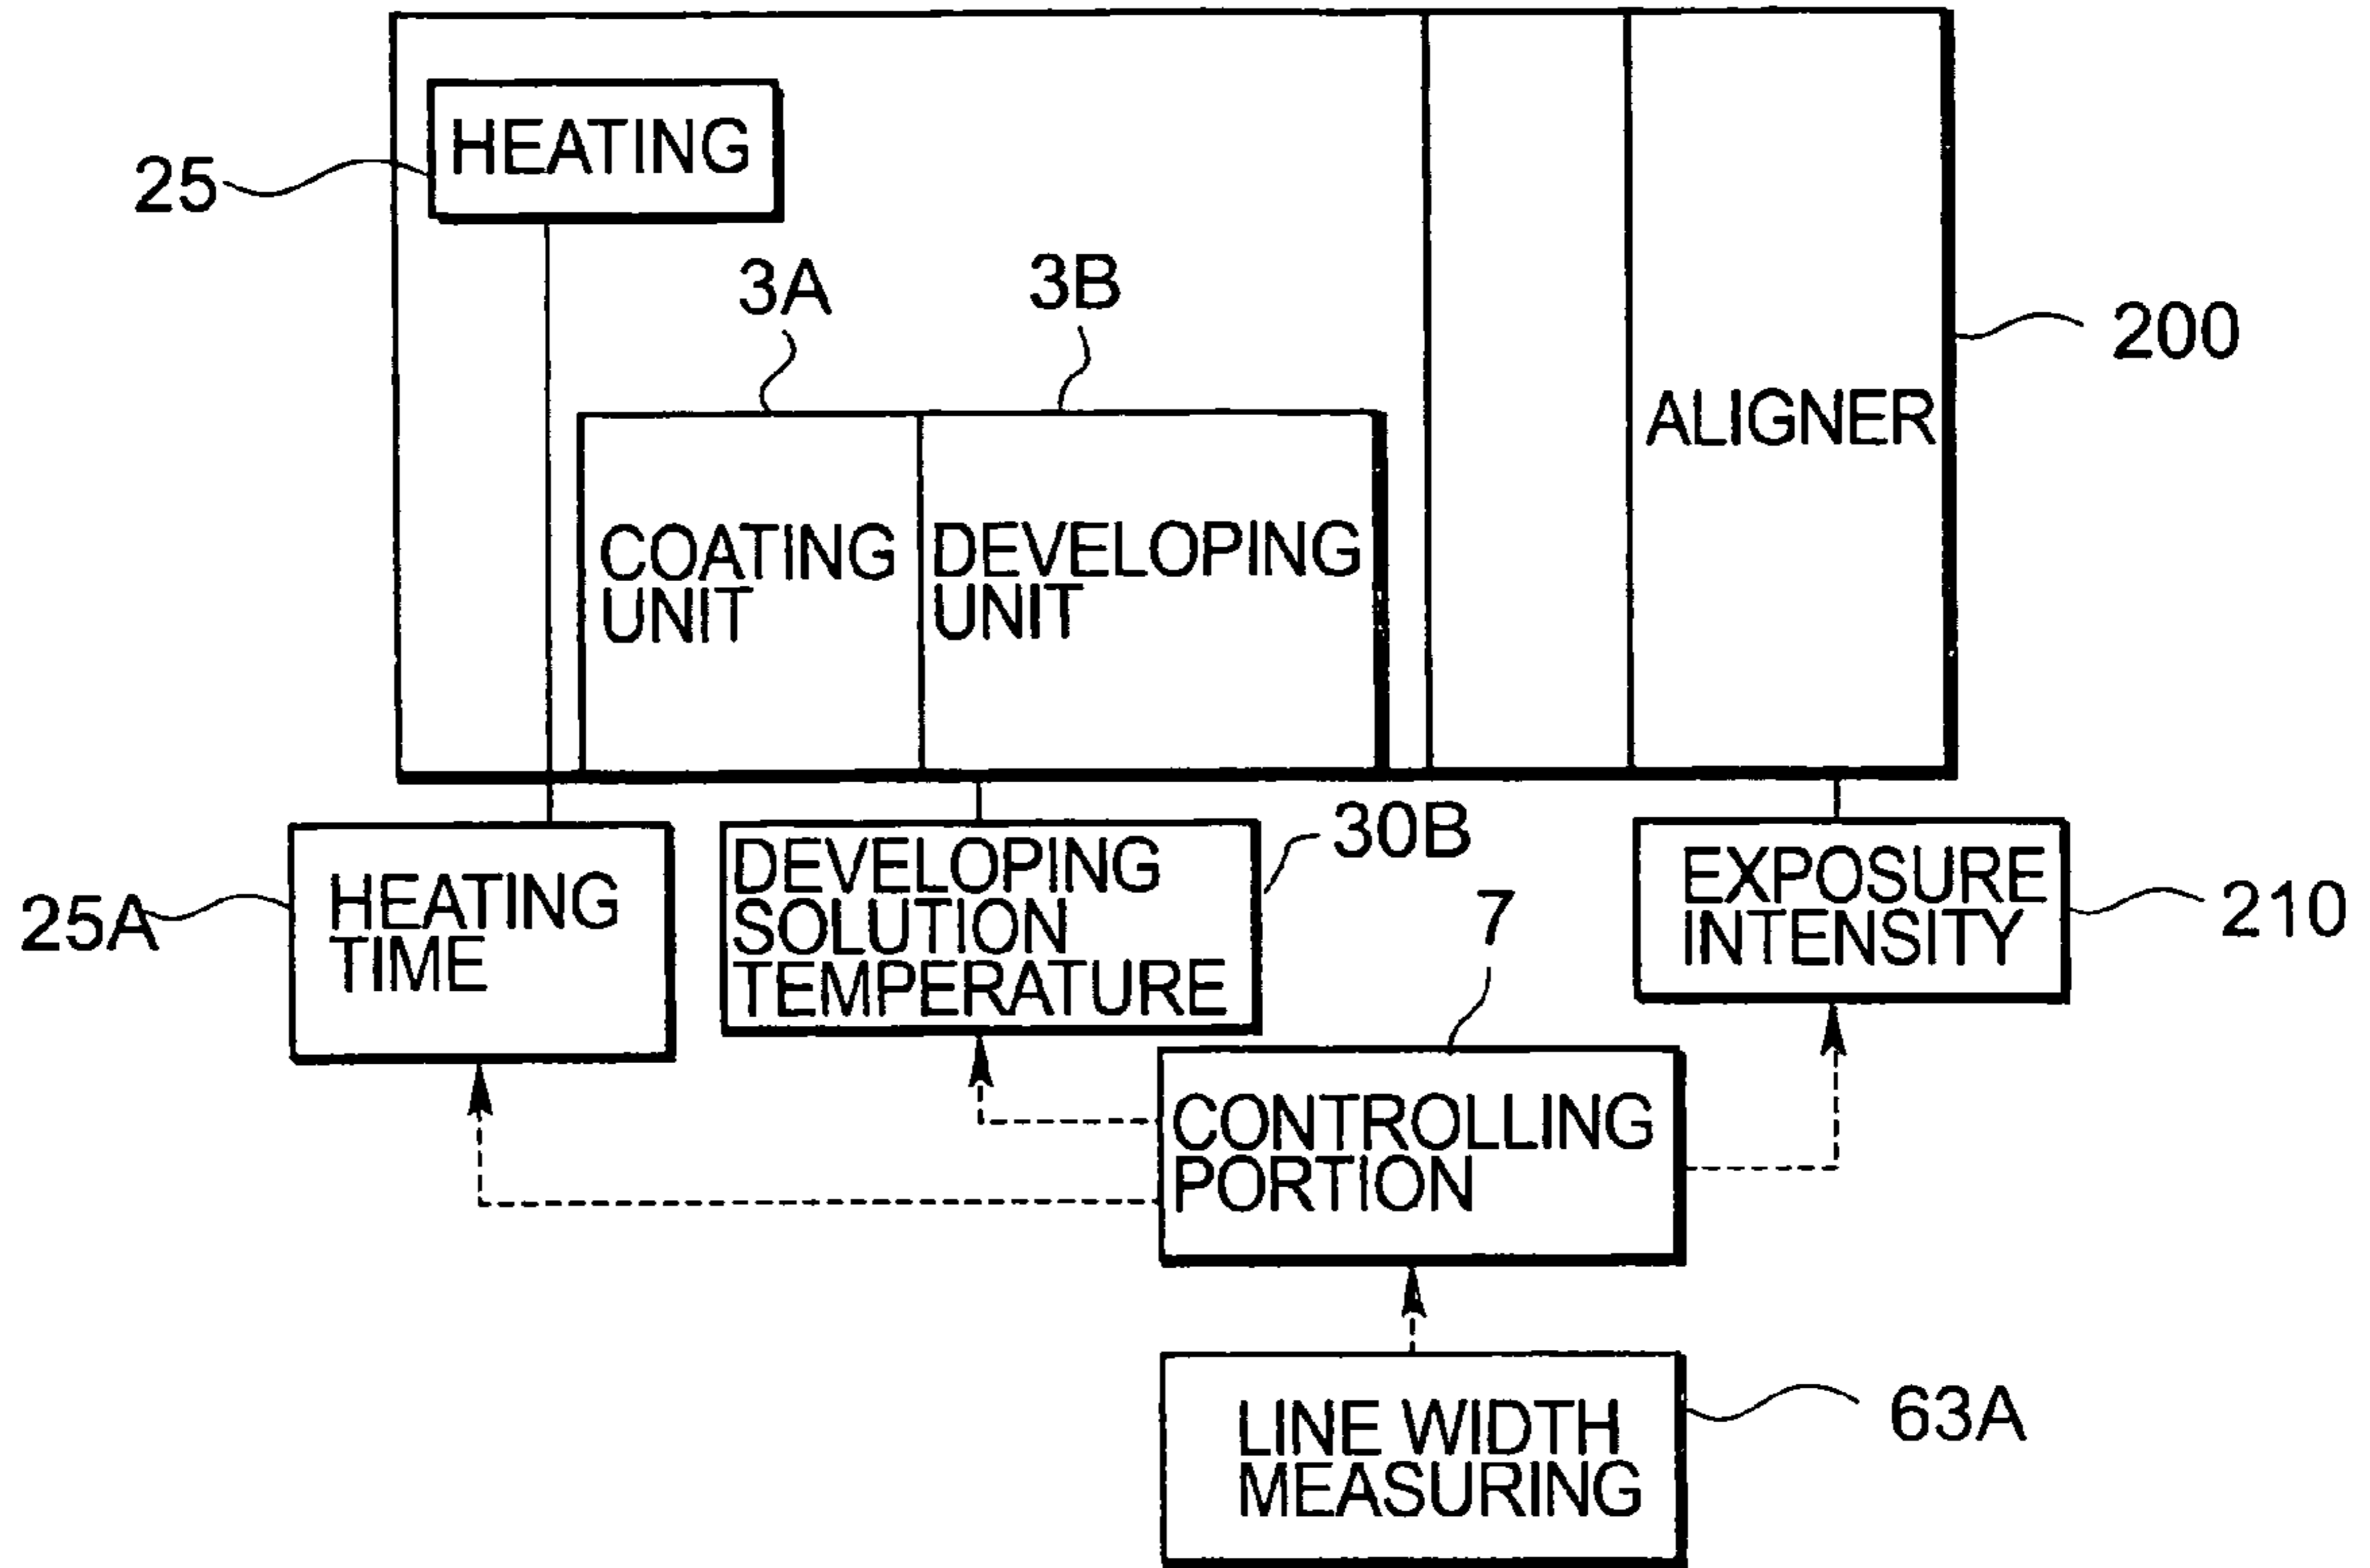 HEATING
25
3A
3B
200
ALIGNER
COATING
UNIT
DEVELOPING
UNIT
25A
HEATING
TIME
DEVELOPING
SOLUTION
TEMPERATURE
30B
7
EXPOSURE
INTENSITY
210
CONTROLLING
PORTION
LINE WIDTH
MEASURING
63A